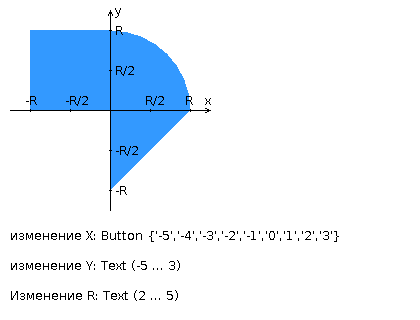 y
R
R/2
-R
-R/2
R/2
R
x
-R/2
-R
изменение X: Button {'-5','-4','-3','-2','-1','0','1','2','3'}
изменение Y: Text (-5 ... 3)
Изменение R: Text (2 ... 5)